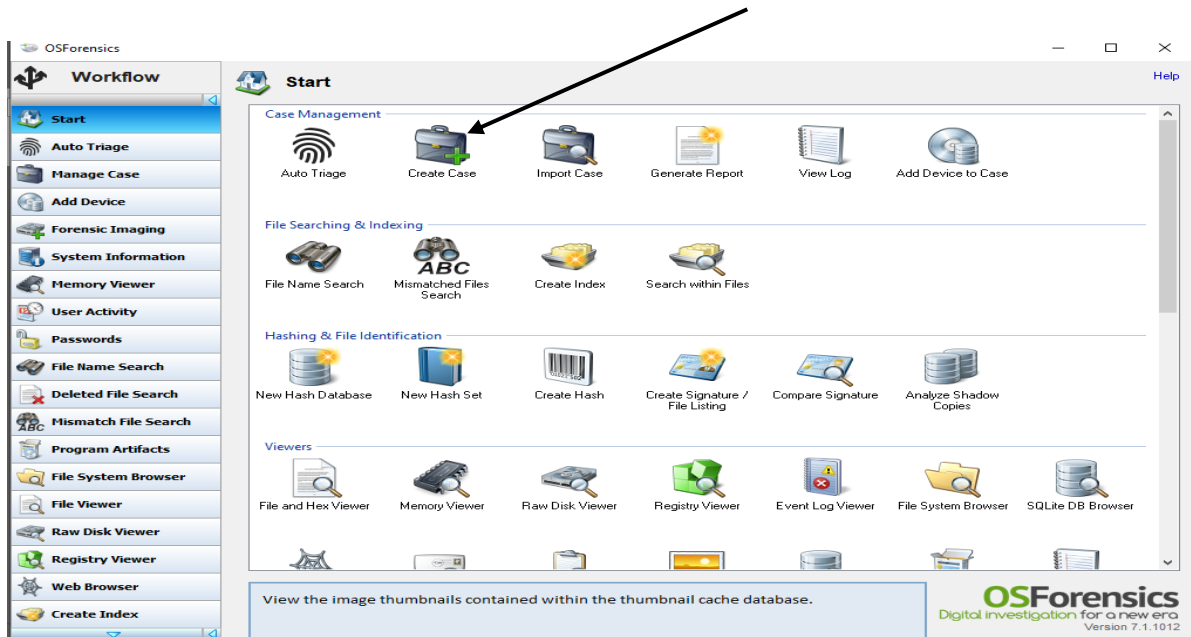 OSForensics
Workflow
Start
Auto Triage
Manage Case
Add Device
Forensic Imaging
System Information
Memory Viewer
User Activity
Passwords
File Name Search
Deleted File Search
Mismatch File Search
Program Artifacts
File System Browser
File Viewer
Raw Disk Viewer
Registry Viewer
Web Browser
Create Index
Start
Help
Case Management
Auto Triage
Create Case
Import Case
Generate Report
View Log
Add Device to Case
File Searching & Indexing
File Name Search
ABC
Mismatched Files
Search
Create Index
Search within Files
Hashing & File Identification
New Hash Database
New Hash Set
Create Hash
Create Signature /
File Listing
Compare Signature
Analyze Shadow
Copies
Viewers
File and Hex Viewer
Memory Viewer
Raw Disk Viewer
Registry Viewer
Event Log Viewer
File System Browser
SQLite DB Browser
View the image thumbnails contained within the thumbnail cache database.
OSForensics
Digital investigation for a new era
Version 7.1.1012